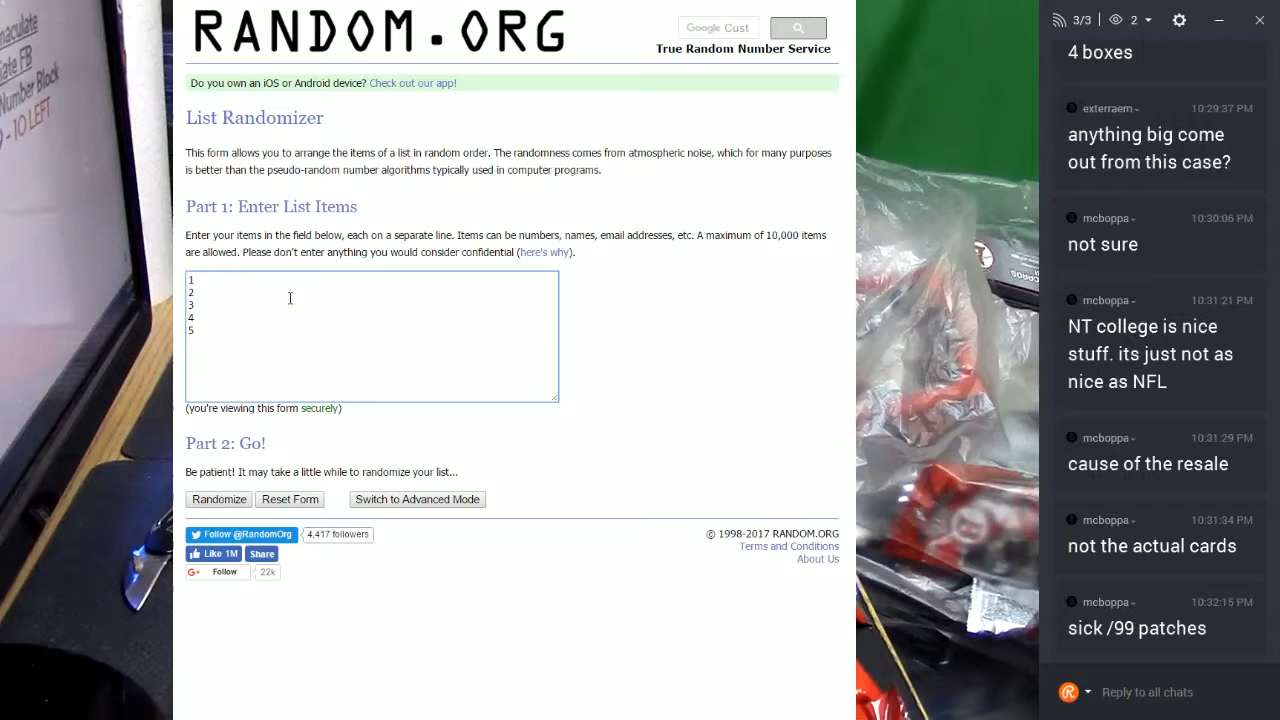 maculate
ate FB
Number Block
9 - 10 LEFT
RANDOM.ORG
Google Cust
True Random Number Service
Do you own an iOS or Android device? Check out our app!
List Randomizer
This form allows you to arrange the items of a list in random order. The randomness comes from atmospheric noise, which for many purposes
is better than the pseudo-random number algorithms typically used in computer programs.
Part 1: Enter List Items
Enter your items in the field below, each on a separate line. Items can be numbers, names, email addresses, etc. A maximum of 10,000 items
are allowed. Please don't enter anything you would consider confidential (here's why).
1
2
3
4
5
(you're viewing this form securely)
Part 2: Go!
Be patient! It may take a little while to randomize your list...
Randomize Reset Form Switch to Advanced Mode
Follow @RandomOrg 4,417 followers
Like 1M Share
Follow 22k
© 1998-2017 RANDOM.ORG
Terms and Conditions
About Us
CARDS
3/3 2
4 boxes
exterraem 10:29:37 PM
anything big come
out from this case?
mcboppa 10:30:06 PM
not sure
mcboppa 10:31:21 PM
NT college is nice
stuff. its just not as
nice as NFL
mcboppa 10:31:29 PM
cause of the resale
mcboppa 10:31:34 PM
not the actual cards
mcboppa 10:32:15 PM
sick /99 patches
Reply to all chats